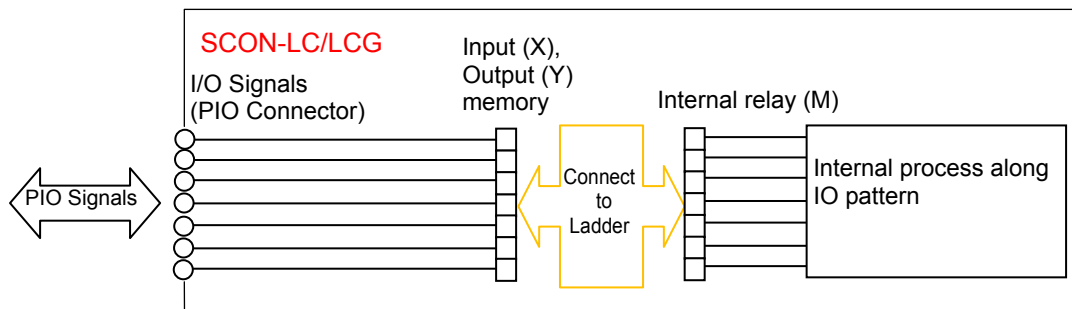 SCON-LC/LCG
I/O Signals
(PIO Connector)
Input (X),
Output (Y)
memory
Internal relay (M)
PIO Signals
Connect
to
Ladder
Internal process along
IO pattern